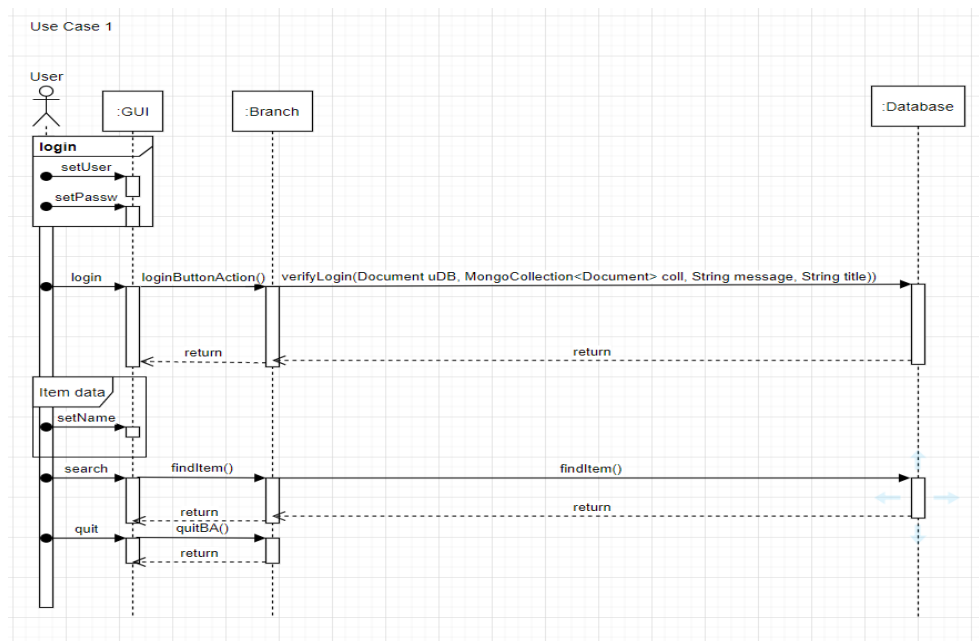 Use Case 1
User
:GUI
:Branch
:Database
login
setUser
setPassw
login
loginButtonAction()
verifyLogin(Document uDB, MongoCollection<Document> coll, String message, String title))
return
return
Item data
setName
search
findItem()
findItem()
return
return
quit
quitBA()
return